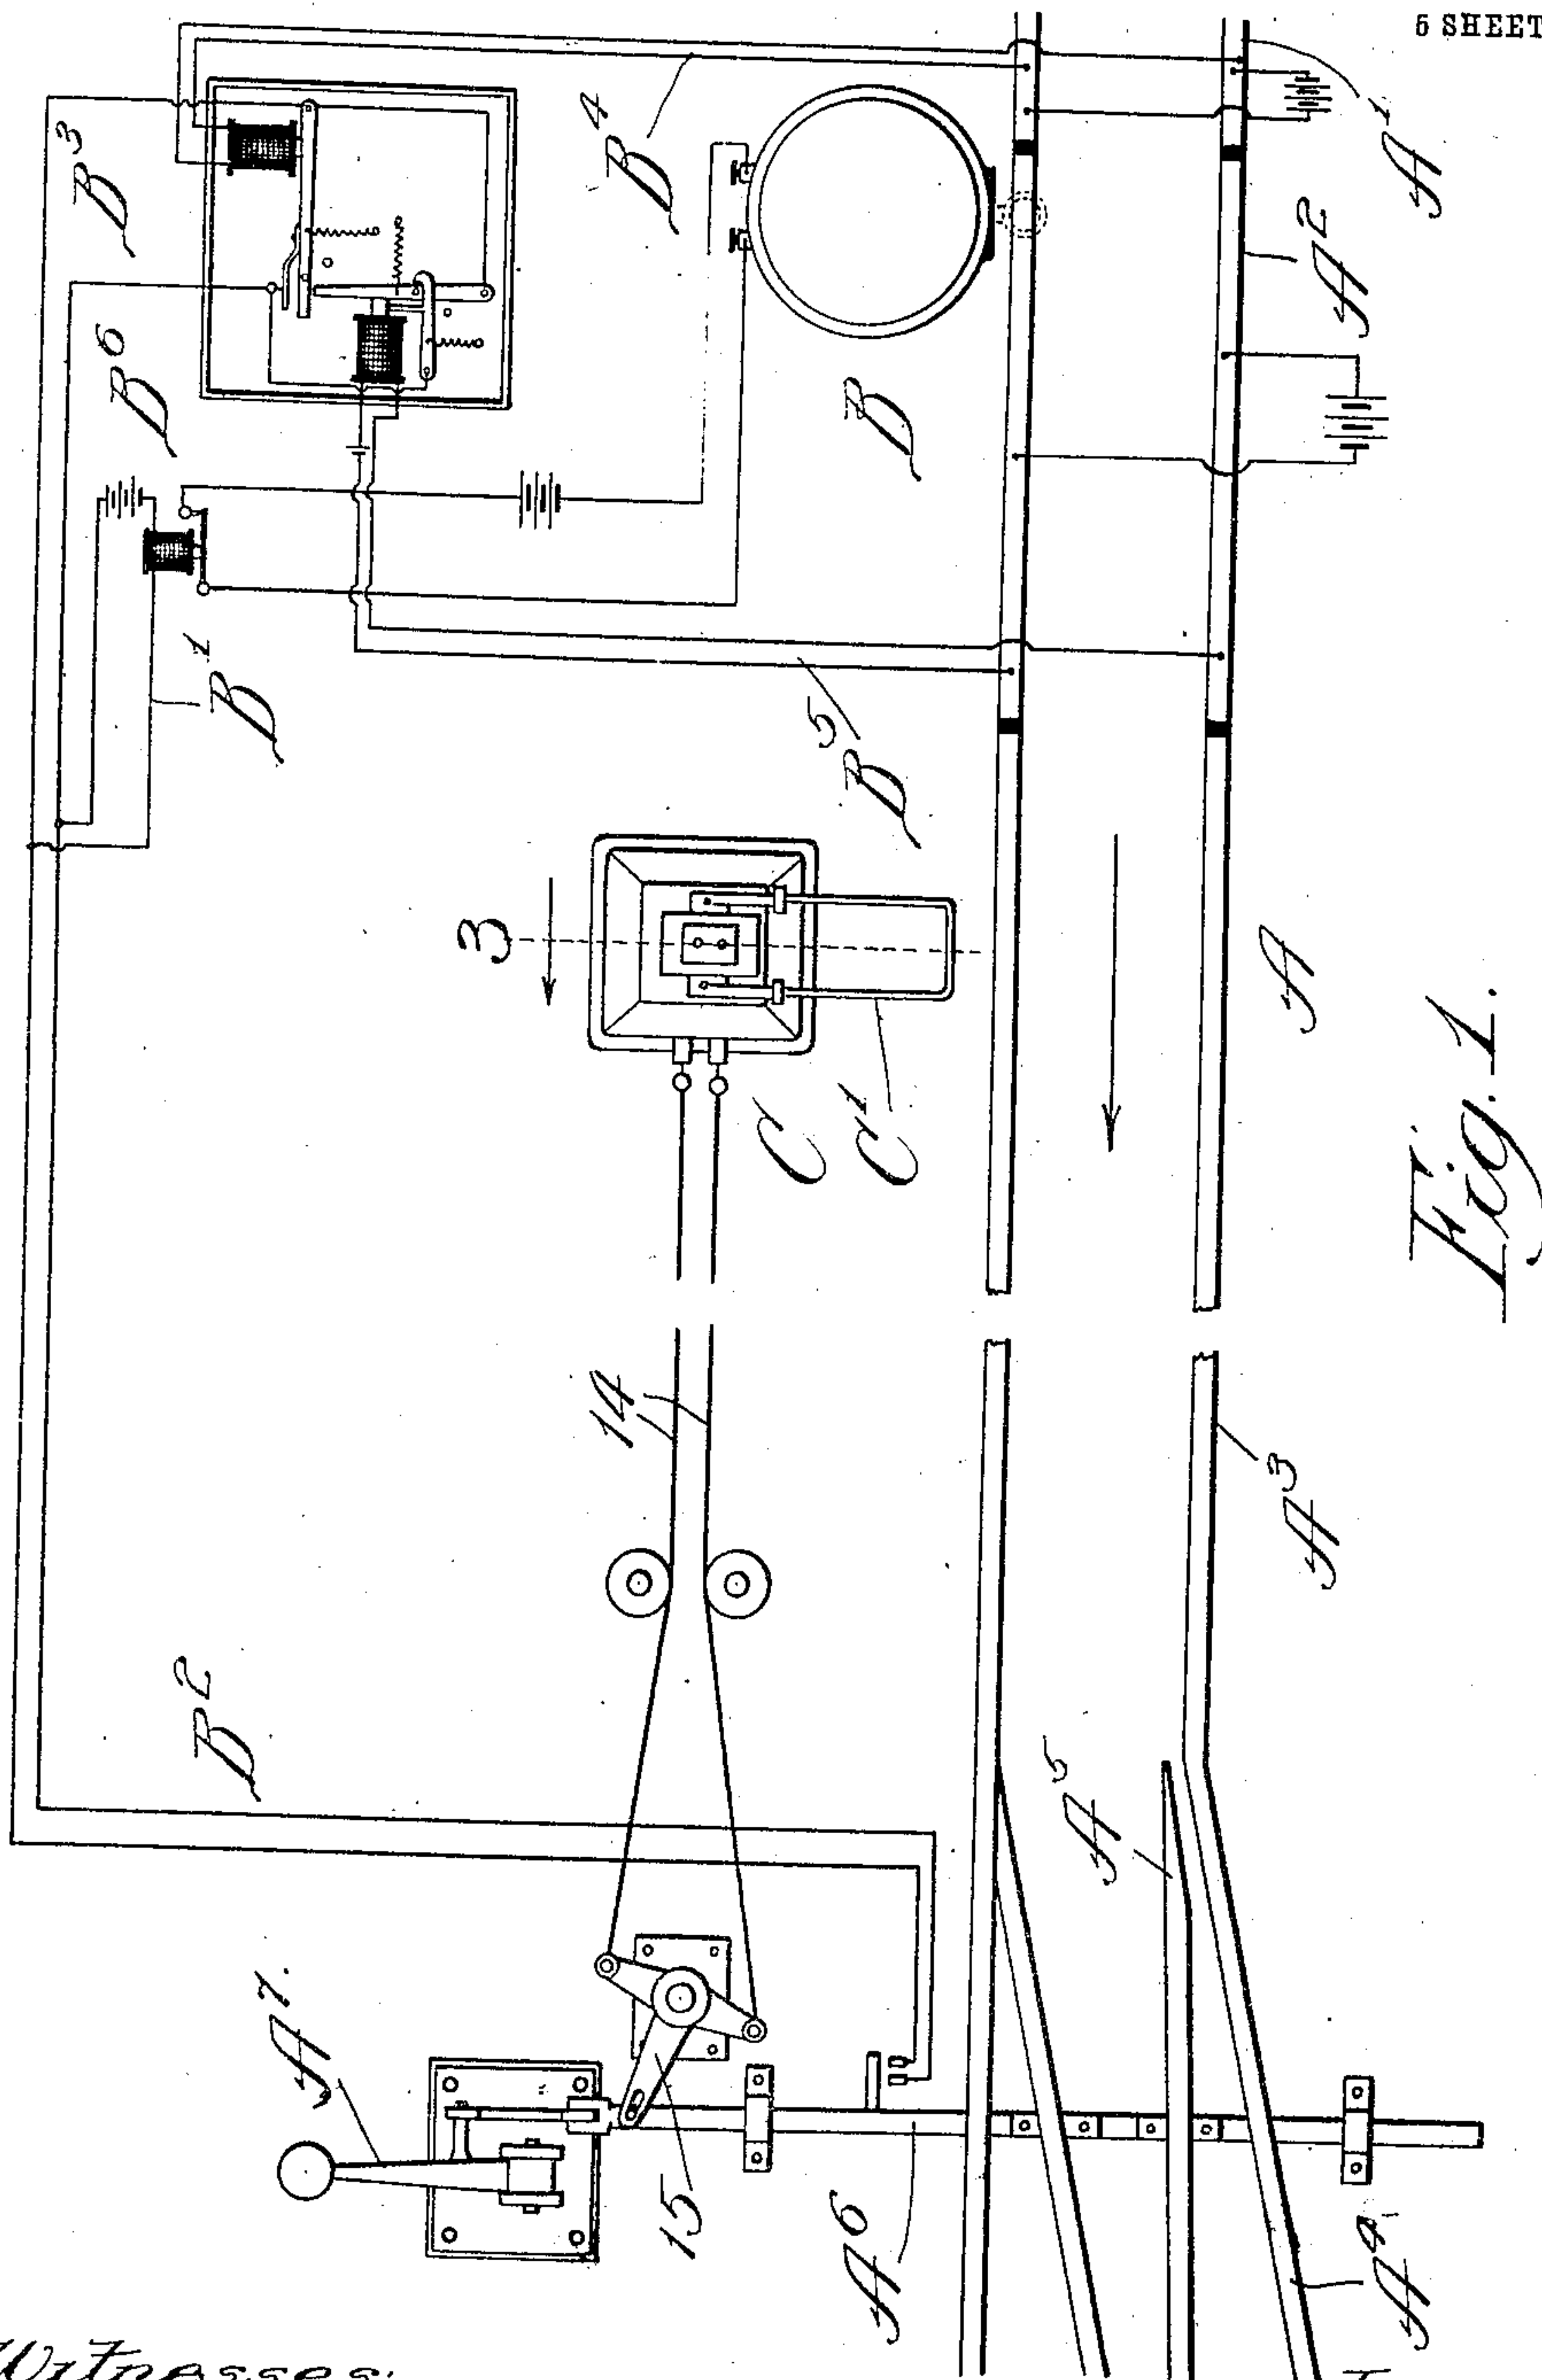 5 SHEET
B³
B⁴
A¹
A²
B⁶
B
B¹
B⁵
3
A
C
C¹
Fig. 1.
14
A³
B²
A⁵
A⁷.
15
A⁶
A⁴
Witnesses: